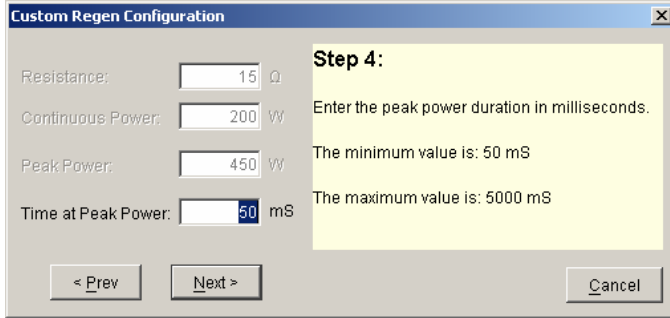 Custom Regen Configuration
Resistance: 15 Ω
Continuous Power: 200 W
Peak Power: 450 W
Time at Peak Power: 50 mS
Step 4:
Enter the peak power duration in milliseconds.
The minimum value is: 50 mS
The maximum value is: 5000 mS
< Prev
Next >
Cancel